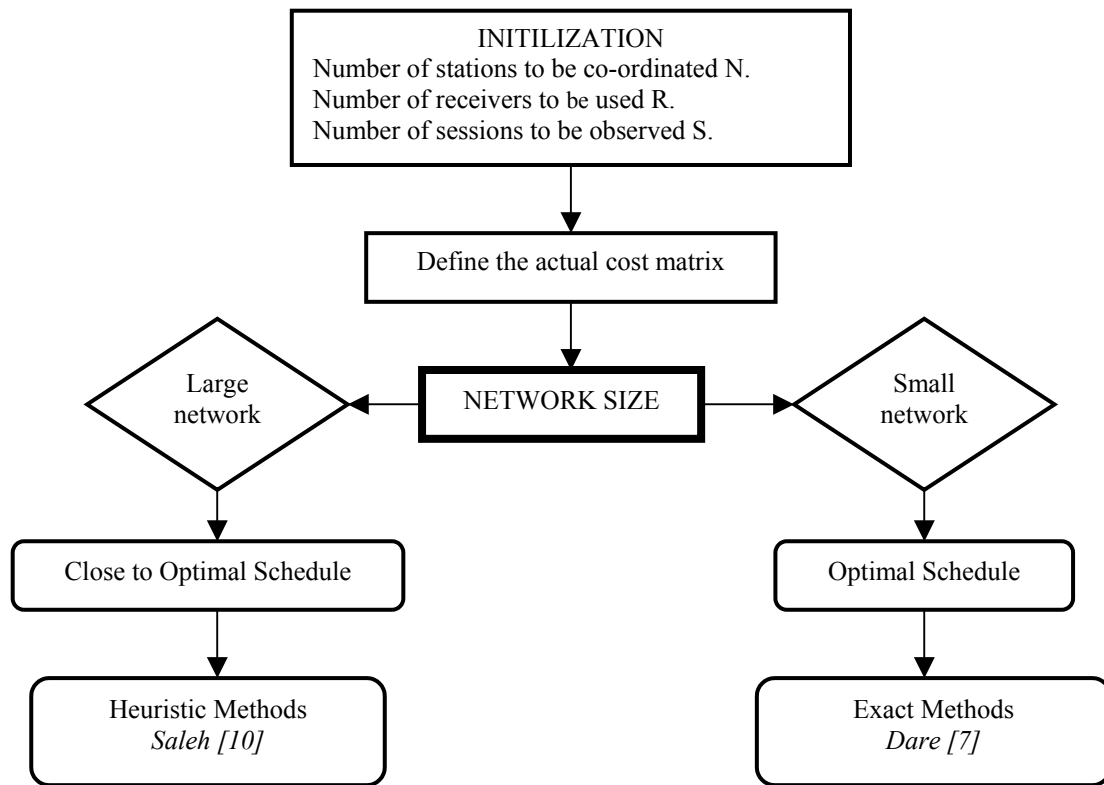 INITILIZATION
Number of stations to be co-ordinated N.
Number of receivers to be used R.
Number of sessions to be observed S.
Define the actual cost matrix
Large
network
NETWORK SIZE
Small
network
Close to Optimal Schedule
Optimal Schedule
Heuristic Methods
Saleh [10]
Exact Methods
Dare [7]